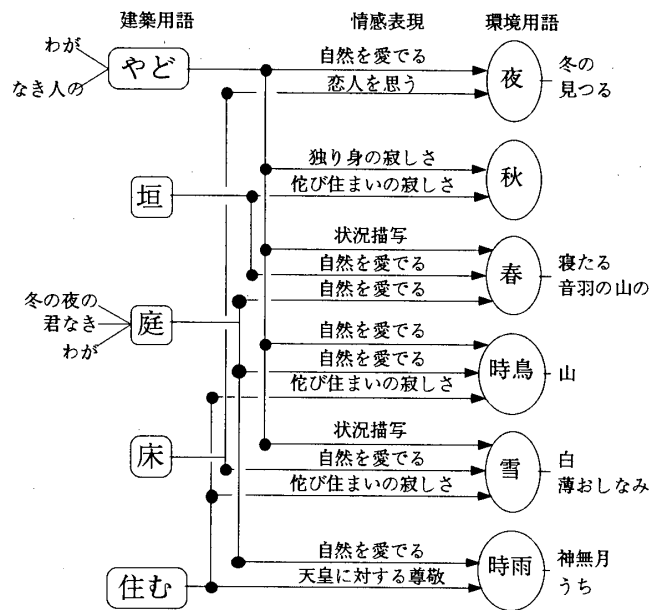 建築用語 情感表現 環境用語
わが
なき人の
やど
自然を愛でる
恋人を思う
夜
冬の
見つる
独り身の寂しさ
秋
垣
佗び住まいの寂しさ
状況描写
自然を愛でる
自然を愛でる
春
寝たる
音羽の山の
冬の夜の
君なき
わが
庭
自然を愛でる
自然を愛でる
佗び住まいの寂しさ
時鳥
山
床
状況描写
自然を愛でる
佗び住まいの寂しさ
雪
白
薄おしなみ
住む
自然を愛でる
天皇に対する尊敬
時雨
神無月
うち